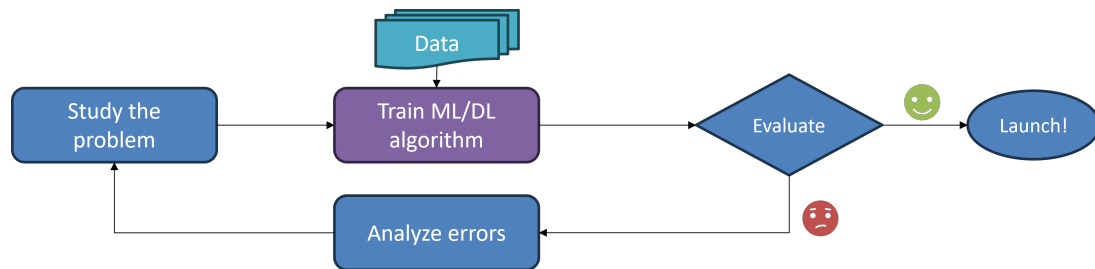 Data
Study the
problem
Train ML/DL
algorithm
Evaluate
Launch!
Analyze errors